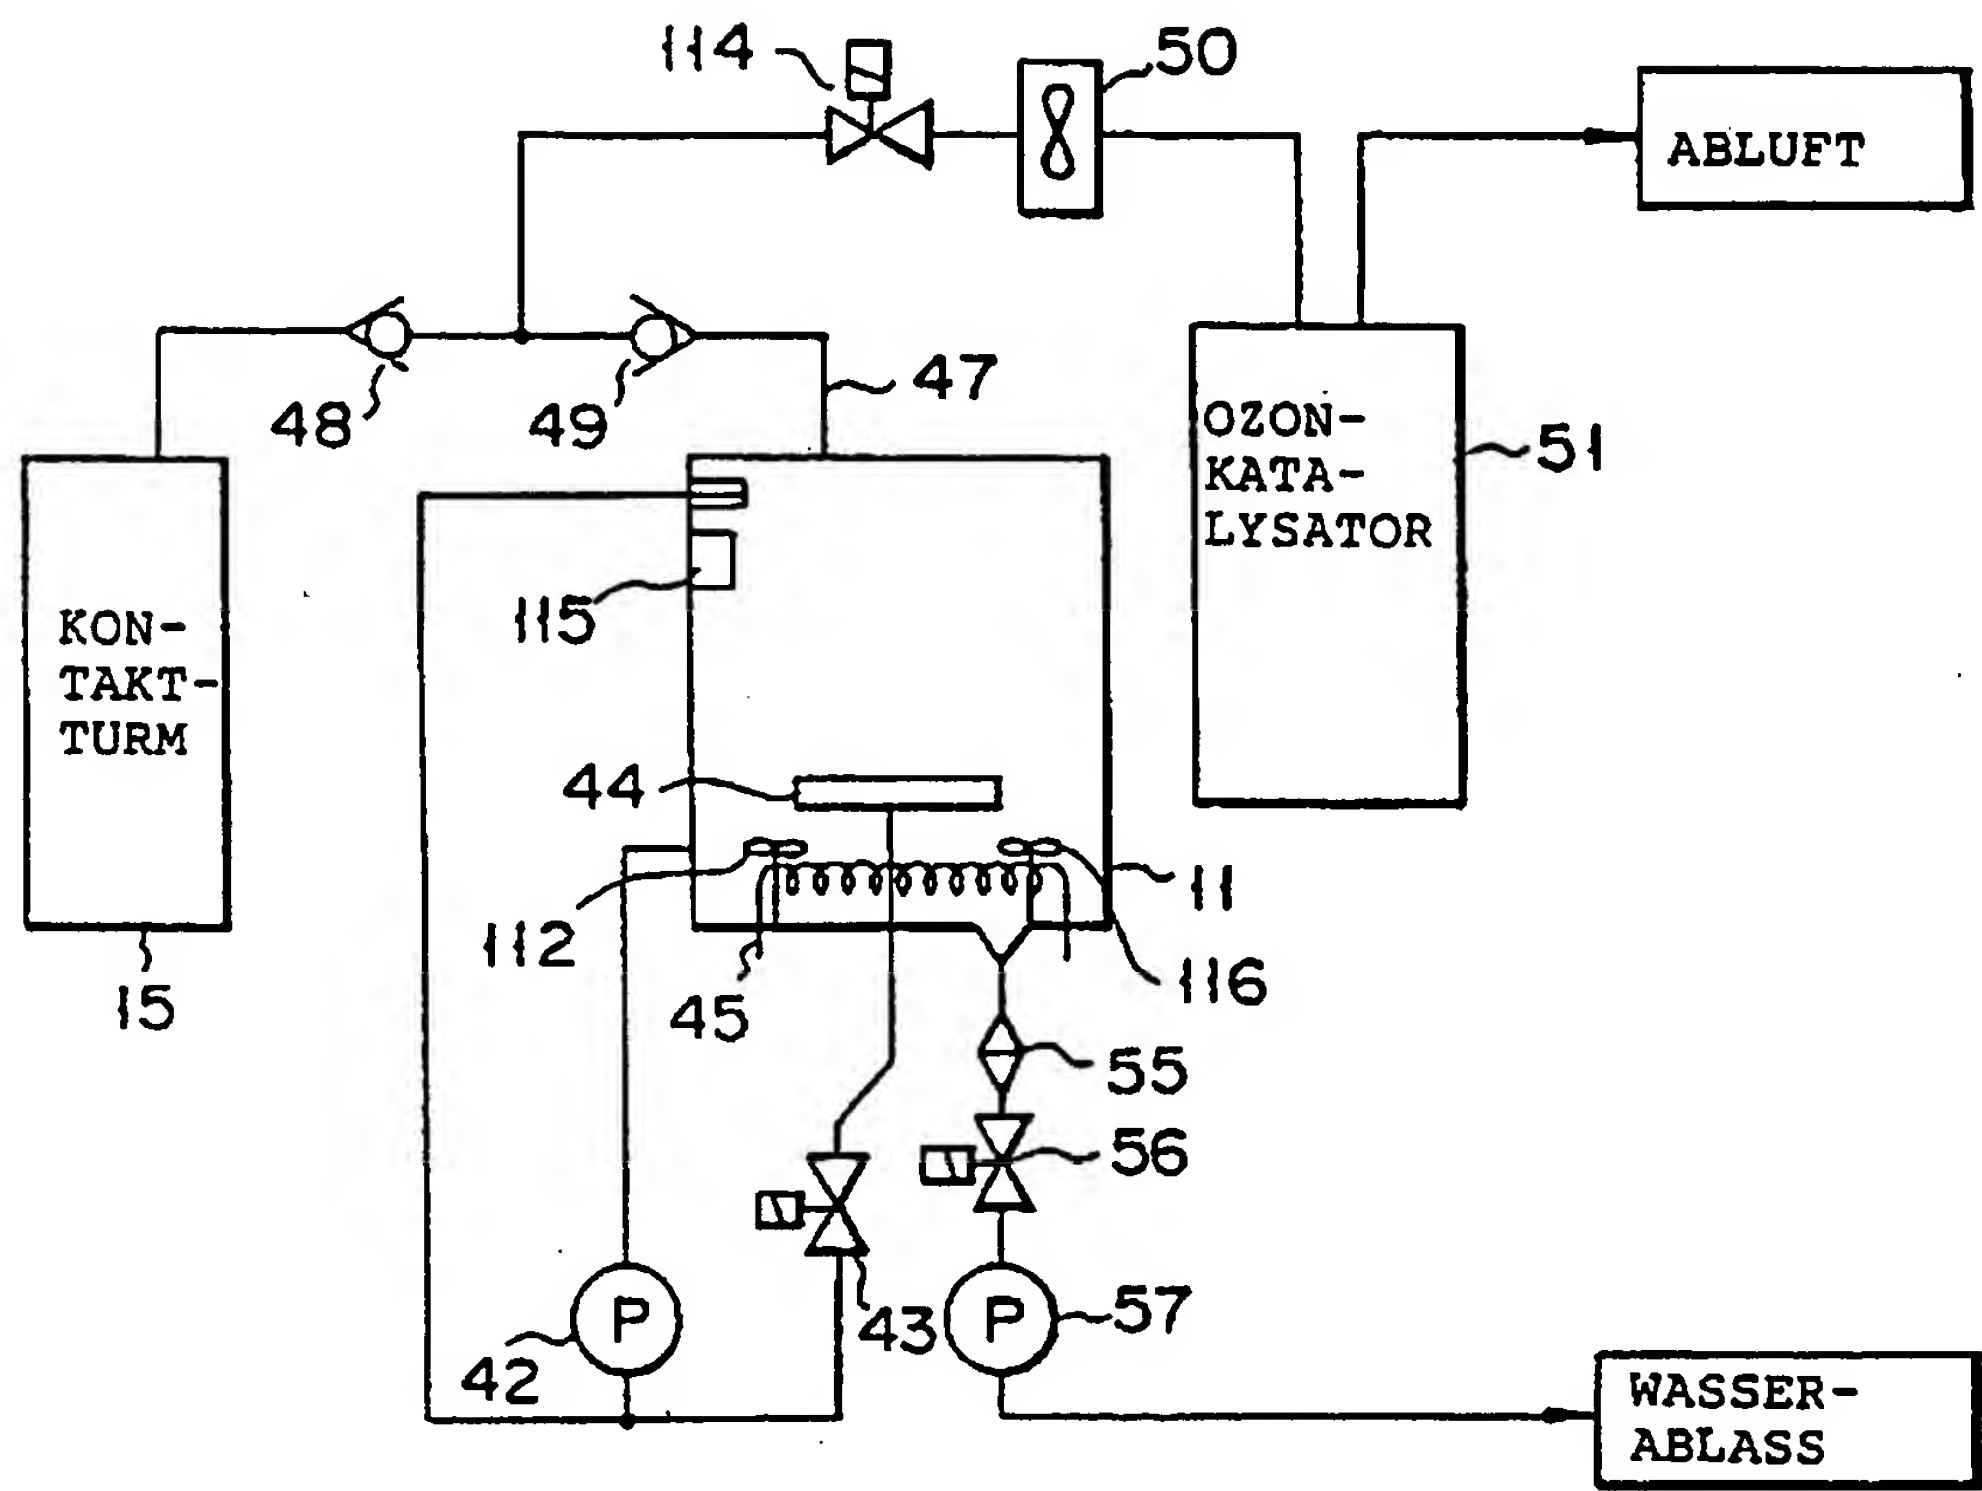 114
50
ABLUFT
48
49
47
OZON-
KATA-
LYSATOR
51
115
KON-
TAKT-
TURM
44
11
112
45
116
15
55
56
P
42
43
P
57
WASSER-
ABLASS